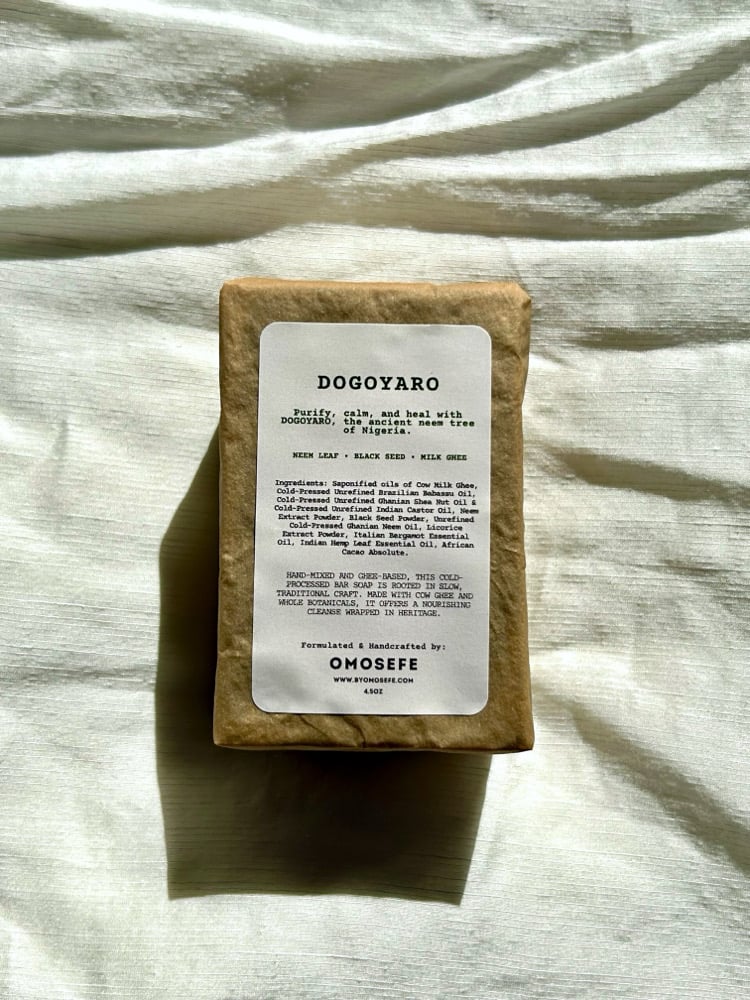 DOGOYARO
Purify, calm, and heal with
DOGOYARO, the ancient neem tree
of Nigeria.
NEEM LEAF • BLACK SEED • MILK GHEE
Ingredients: Saponified oils of Cow Milk Ghee,
Cold-Pressed Unrefined Brazilian Babassu Oil,
Cold-Pressed Unrefined Ghanian Shea Nut Oil &
Cold-Pressed Unrefined Indian Castor Oil, Neem
Extract Powder, Black Seed Powder, Unrefined
Cold-Pressed Ghanian Neem Oil, Licorice
Extract Powder, Italian Bergamot Essential
Oil, Indian Hemp Leaf Essential Oil, African
Cacao Absolute.
HAND-MIXED AND GHEE-BASED, THIS COLD-
PROCESSED BAR SOAP IS ROOTED IN SLOW,
TRADITIONAL CRAFT. MADE WITH COW GHEE AND
WHOLE BOTANICALS, IT OFFERS A NOURISHING
CLEANSE WRAPPED IN HERITAGE.
Formulated & Handcrafted by:
OMOSEFE
WWW.BYOMOSEFE.COM
4.5OZ